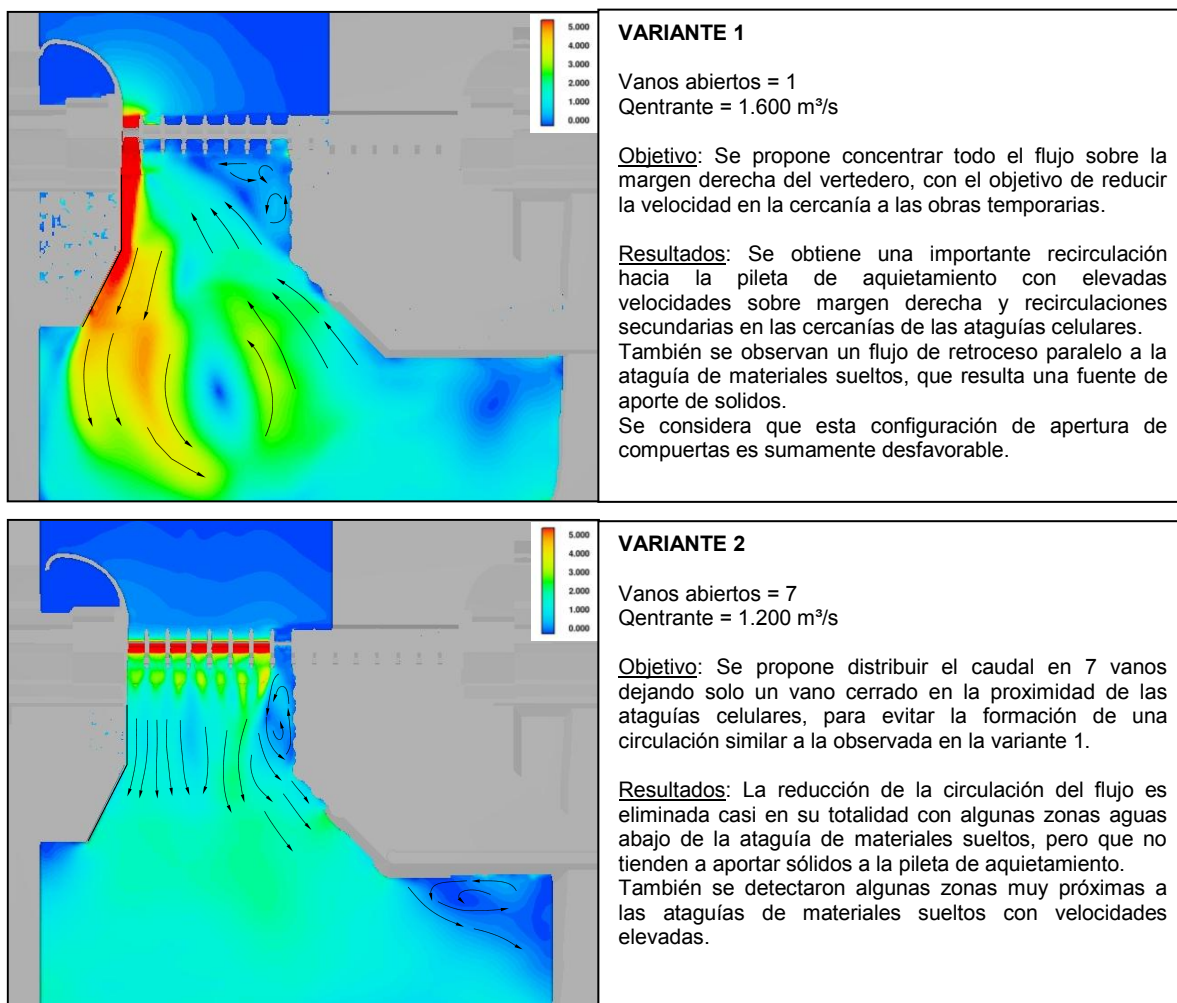 5.000
4.000
3.000
2.000
1.000
0.000
VARIANTE 1
Vanos abiertos = 1
Qentrante = 1.600 m³/s
Objetivo: Se propone concentrar todo el flujo sobre la
margen derecha del vertedero, con el objetivo de reducir
la velocidad en la cercanía a las obras temporarias.
Resultados: Se obtiene una importante recirculación
hacia la pileta de aquietamiento con elevadas
velocidades sobre margen derecha y recirculaciones
secundarias en las cercanías de las ataguías celulares.
También se observan un flujo de retroceso paralelo a la
ataguía de materiales sueltos, que resulta una fuente de
aporte de solidos.
Se considera que esta configuración de apertura de
compuertas es sumamente desfavorable.
5.000
4.000
3.000
2.000
1.000
0.000
VARIANTE 2
Vanos abiertos = 7
Qentrante = 1.200 m³/s
Objetivo: Se propone distribuir el caudal en 7 vanos
dejando solo un vano cerrado en la proximidad de las
ataguías celulares, para evitar la formación de una
circulación similar a la observada en la variante 1.
Resultados: La reducción de la circulación del flujo es
eliminada casi en su totalidad con algunas zonas aguas
abajo de la ataguía de materiales sueltos, pero que no
tienden a aportar sólidos a la pileta de aquietamiento.
También se detectaron algunas zonas muy próximas a
las ataguías de materiales sueltos con velocidades
elevadas.